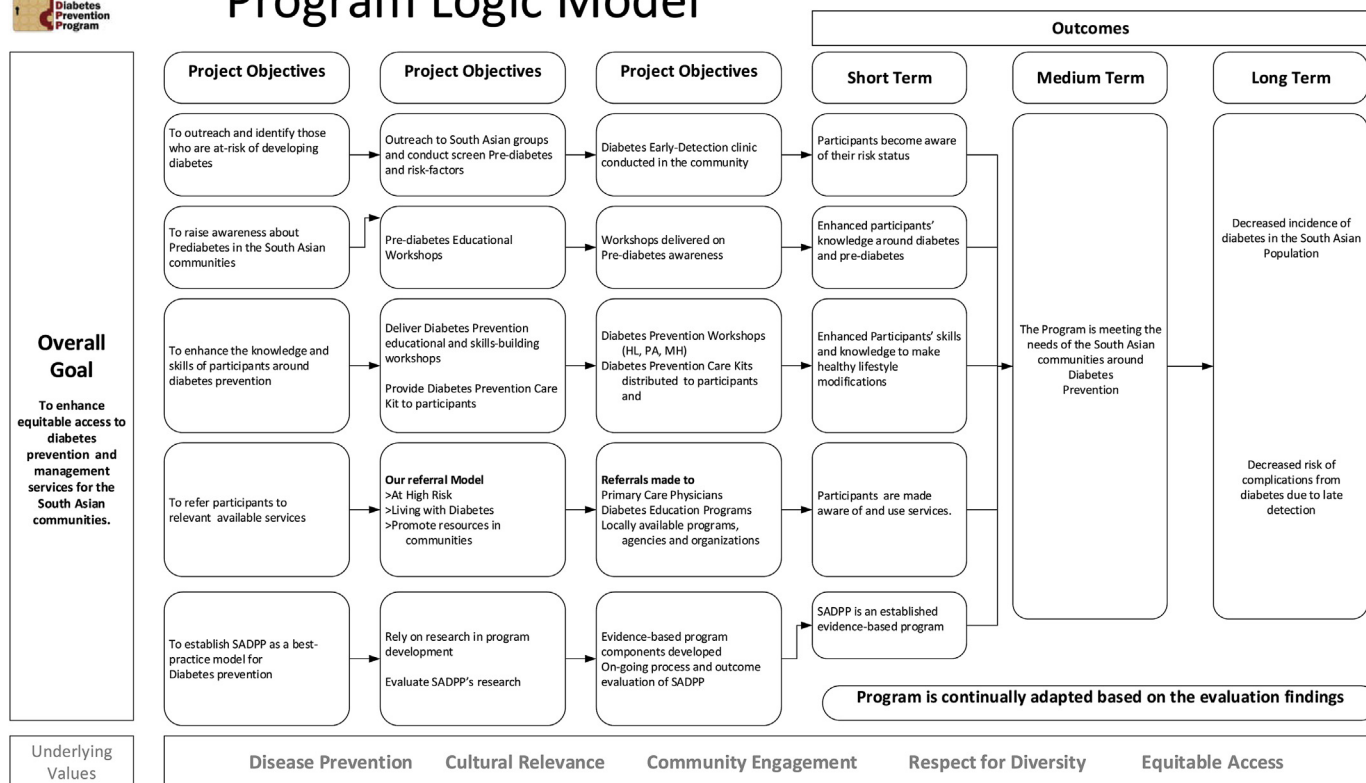 Diabetes
Prevention
Program
Program Logic Model
Outcomes
Project Objectives
Project Objectives
Project Objectives
Short Term
Medium Term
Long Term
Overall
Goal
To enhance
equitable access to
diabetes
prevention and
management
services for the
South Asian
communities.
To outreach and identify those
who are at-risk of developing
diabetes
Outreach to South Asian groups
and conduct screen Pre-diabetes
and risk-factors
Diabetes Early-Detection clinic
conducted in the community
Participants become aware
of their risk status
To raise awareness about
Prediabetes in the South Asian
communities
Pre-diabetes Educational
Workshops
Workshops delivered on
Pre-diabetes awareness
Enhanced participants’
knowledge around diabetes
and pre-diabetes
To enhance the knowledge and
skills of participants around
diabetes prevention
Deliver Diabetes Prevention
educational and skills-building
workshops
Provide Diabetes Prevention Care
Kit to participants
Diabetes Prevention Workshops
(HL, PA, MH)
Diabetes Prevention Care Kits
distributed to participants
and
Enhanced Participants’ skills
and knowledge to make
healthy lifestyle
modifications
To refer participants to
relevant available services
Our referral Model
>At High Risk
>Living with Diabetes
>Promote resources in
communities
Referrals made to
Primary Care Physicians
Diabetes Education Programs
Locally available programs,
agencies and organizations
Participants are made
aware of and use services.
To establish SADPP as a best-
practice model for
Diabetes prevention
Rely on research in program
development
Evaluate SADPP’s research
Evidence-based program
components developed
On-going process and outcome
evaluation of SADPP
SADPP is an established
evidence-based program
The Program is meeting the
needs of the South Asian
communities around
Diabetes
Prevention
Decreased incidence of
diabetes in the South Asian
Population
Decreased risk of
complications from
diabetes due to late
detection
Program is continually adapted based on the evaluation findings
Underlying
Values
Disease Prevention
Cultural Relevance
Community Engagement
Respect for Diversity
Equitable Access